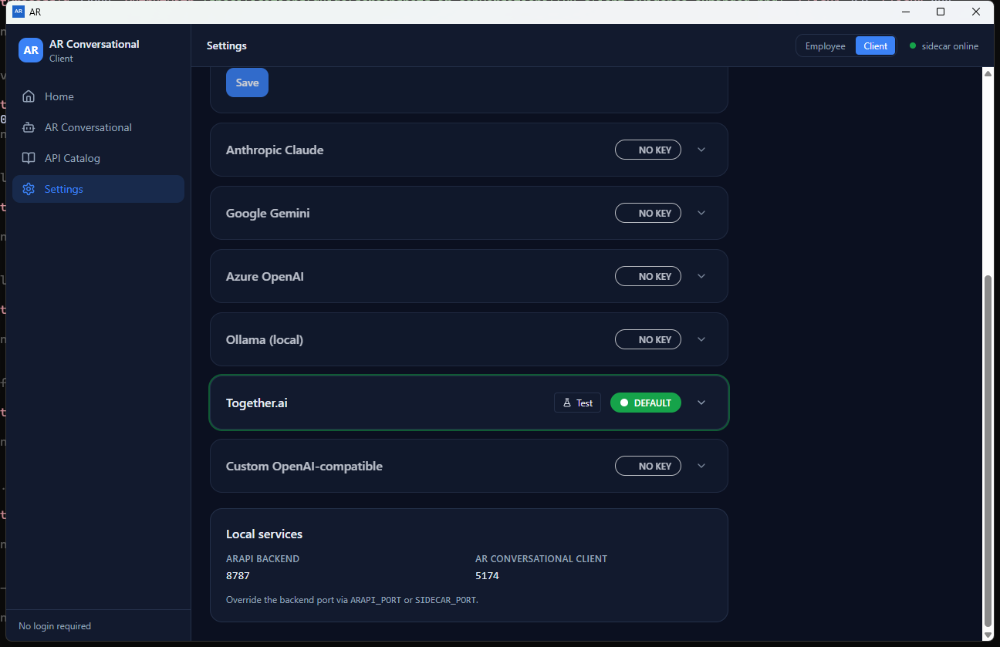 AR AR
AR
AR Conversational
Client
Home
AR Conversational
API Catalog
Settings
No login required
Settings
Employee
Client
sidecar online
Save
Anthropic Claude
NO KEY
Google Gemini
NO KEY
Azure OpenAI
NO KEY
Ollama (local)
NO KEY
Together.ai
Test
DEFAULT
Custom OpenAI-compatible
NO KEY
Local services
ARAPI BACKEND
8787
AR CONVERSATIONAL CLIENT
5174
Override the backend port via ARAPI_PORT or SIDECAR_PORT.